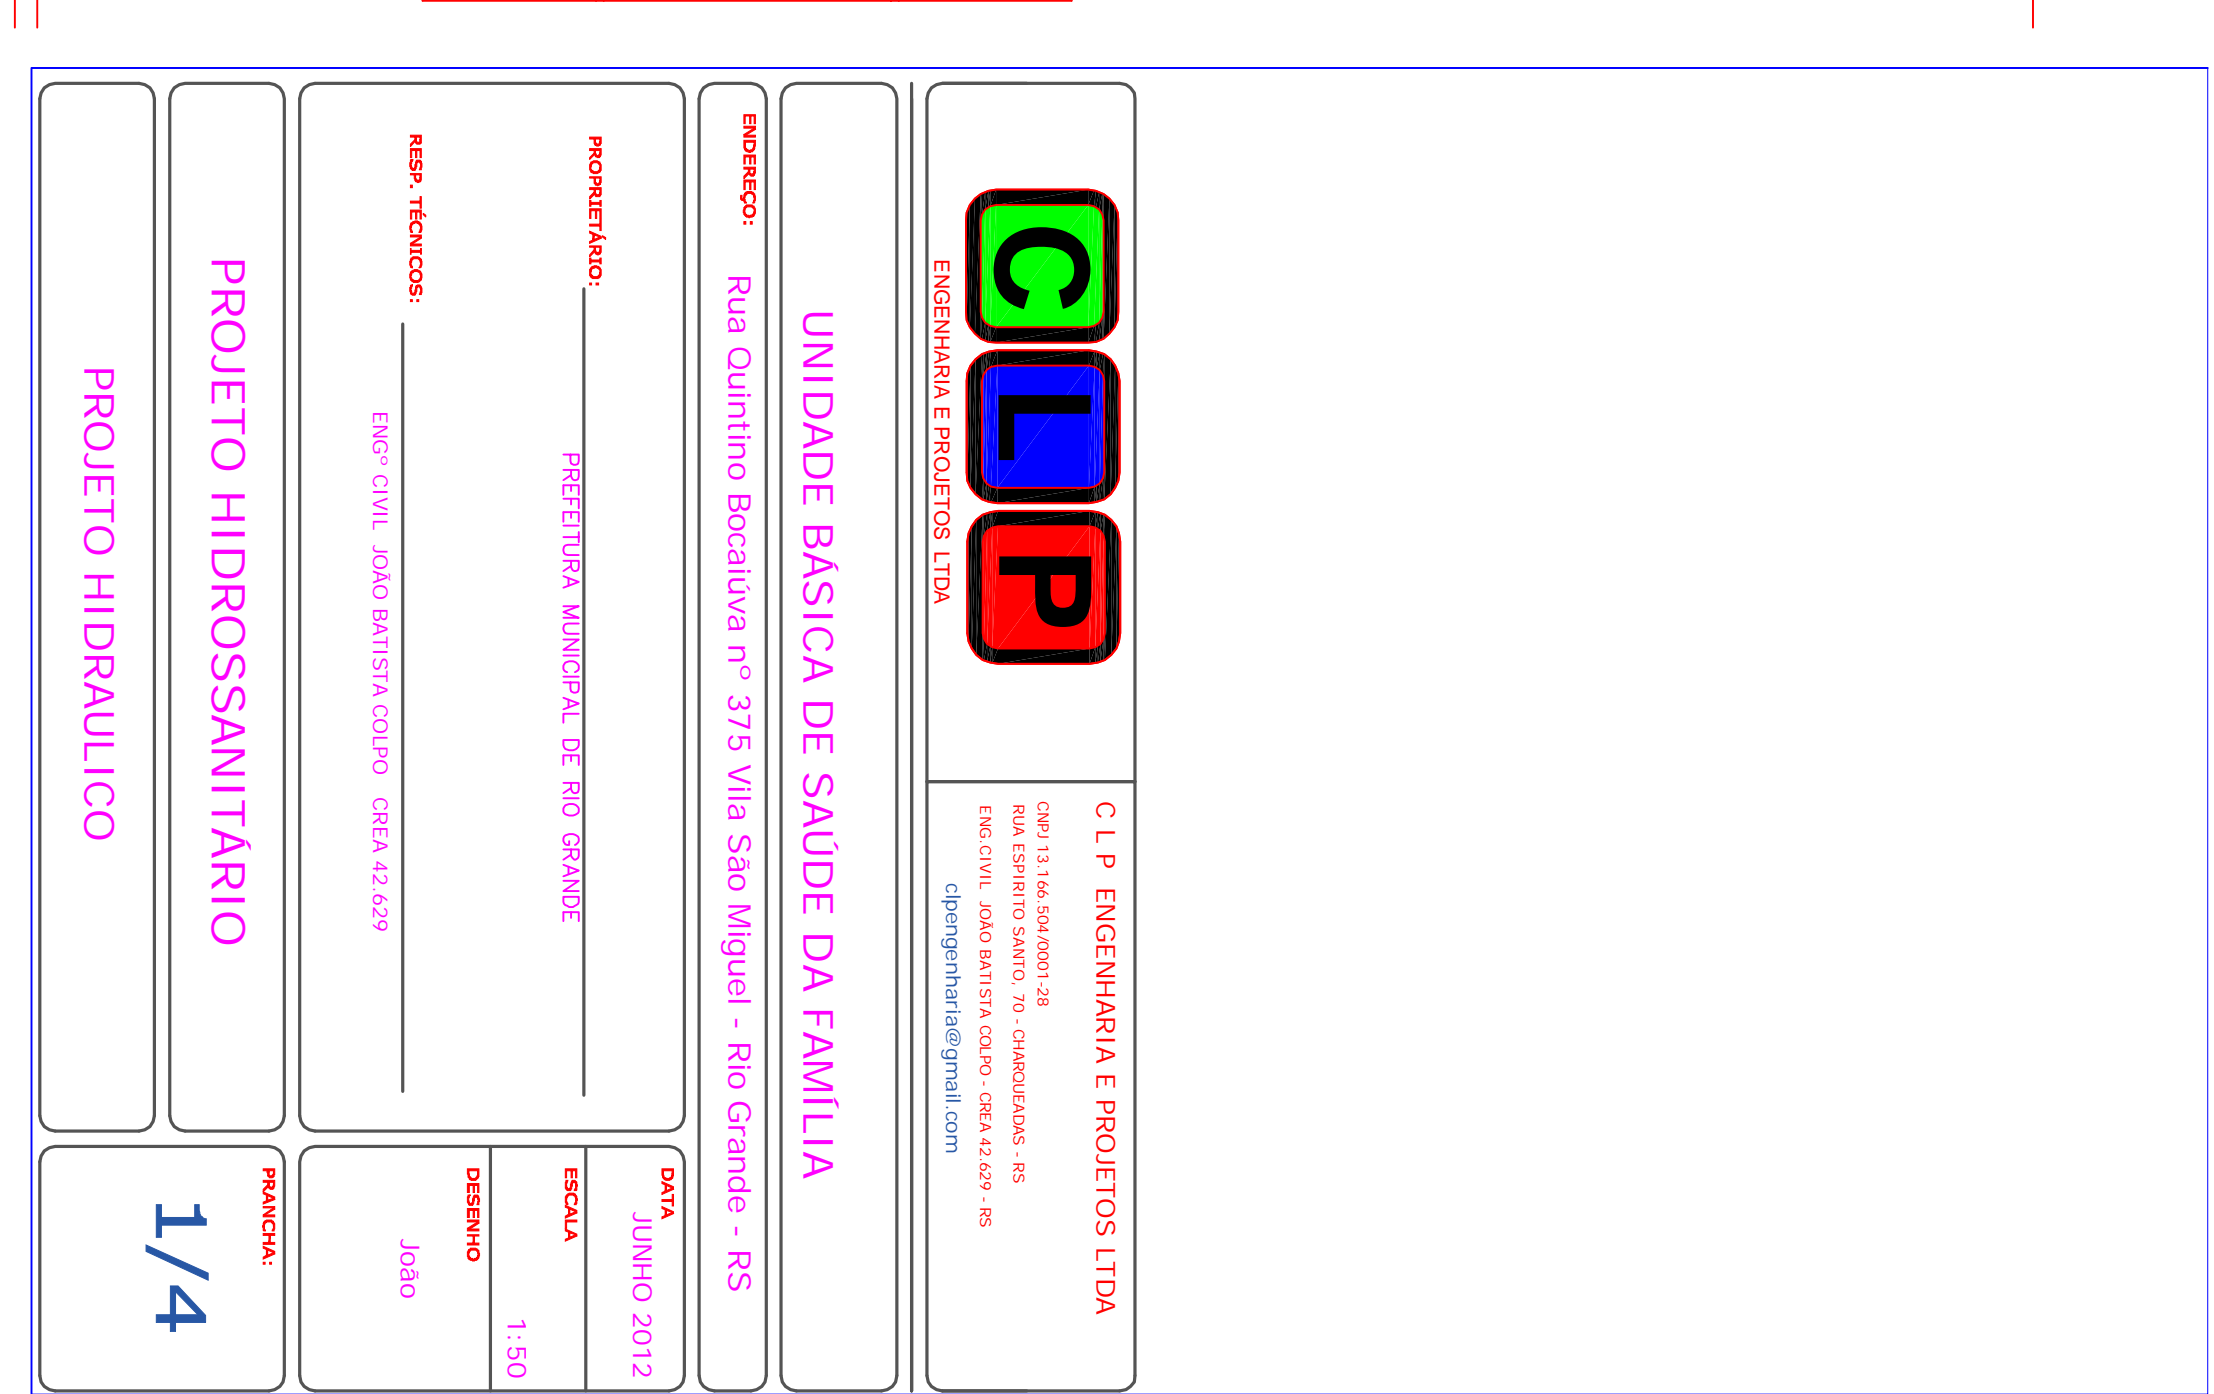 C L P
ENGENHARIA E PROJETOS LTDA
C L P ENGENHARIA E PROJETOS LTDA
CNPJ 13.166.504/0001-28
RUA ESPIRITO SANTO, 70 - CHARQUEADAS - RS
ENG.CIVIL JOÃO BATISTA COLPO - CREA 42.629 - RS
clpengenharia@gmail.com
UNIDADE BÁSICA DE SAÚDE DA FAMÍLIA
ENDEREÇO:
Rua Quintino Bocaiúva nº 375 Vila São Miguel - Rio Grande - RS
PROPRIETÁRIO:
PREFEITURA MUNICIPAL DE RIO GRANDE
RESP. TÉCNICOS:
ENGº CIVIL JOÃO BATISTA COLPO CREA 42.629
DATA
JUNHO 2012
ESCALA
1:50
DESENHO
João
PROJETO HIDROSSANITÁRIO
PROJETO HIDRAULICO
PRANCHA:
1/4